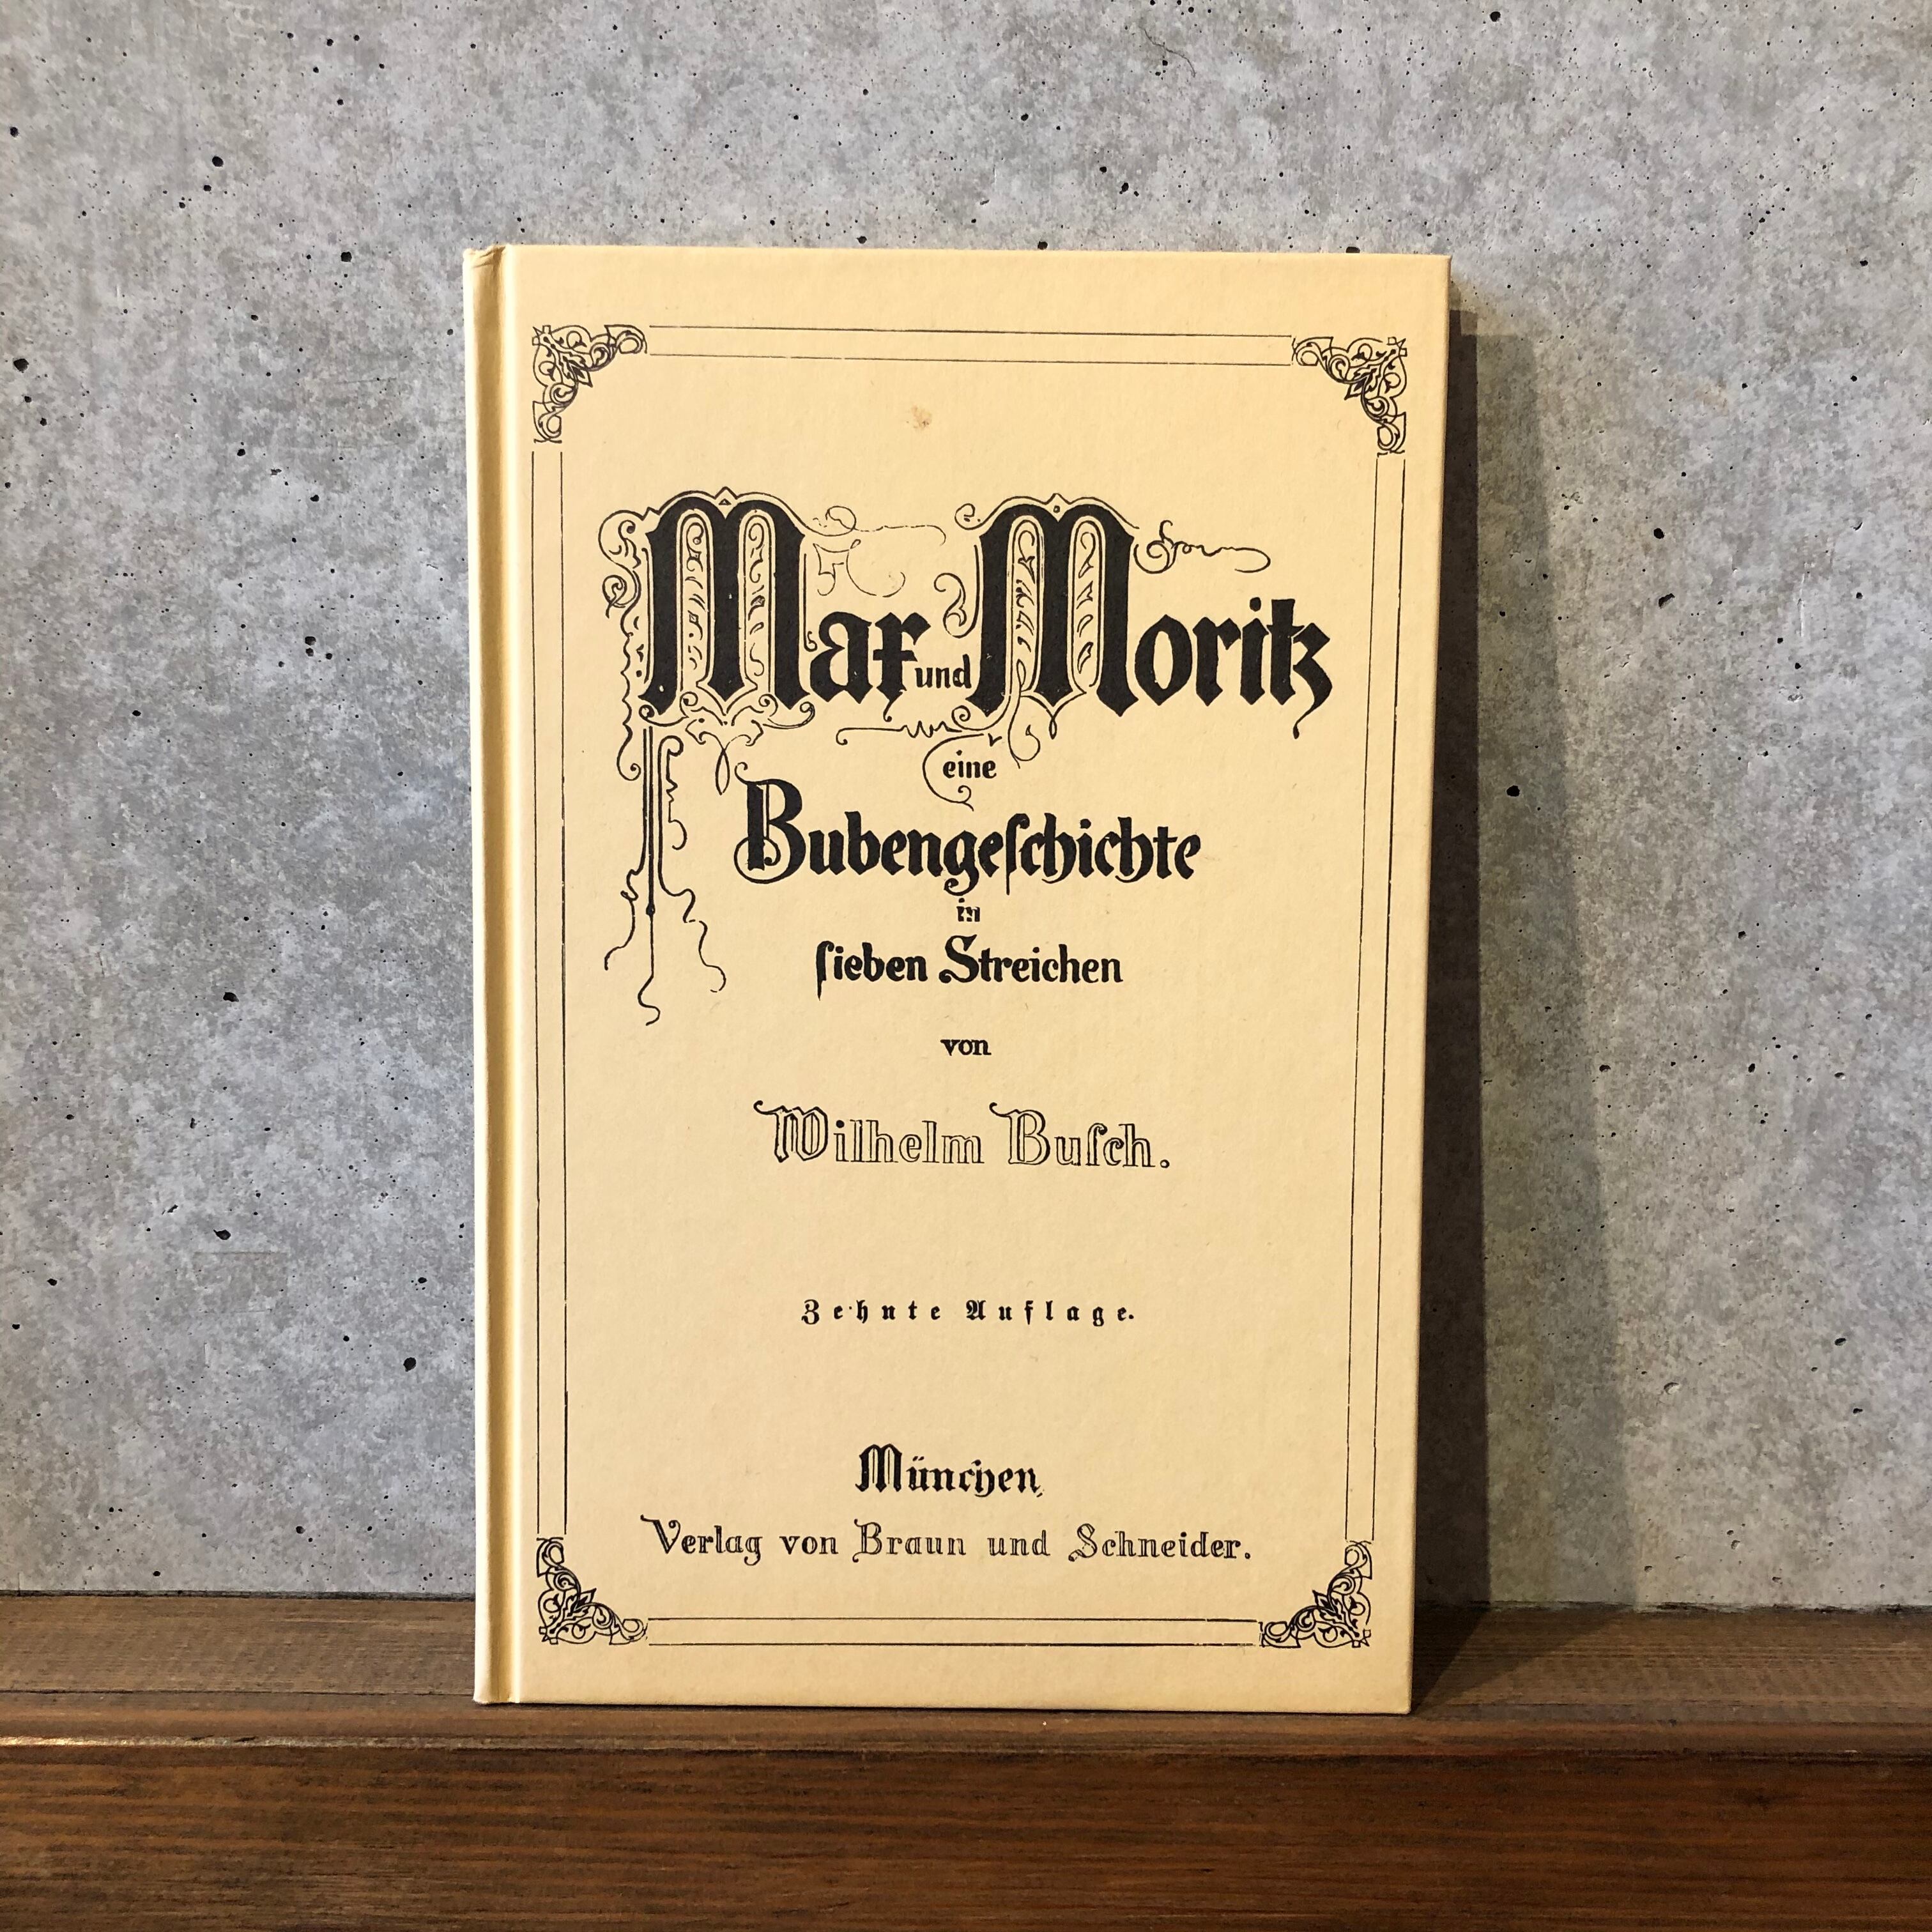 Max und Moritz
eine
Bubengeſchichte
in
ſieben Streichen
von
Wilhelm Buſch.
Zehnte Auflage.
München,
Verlag von Braun und Schneider.